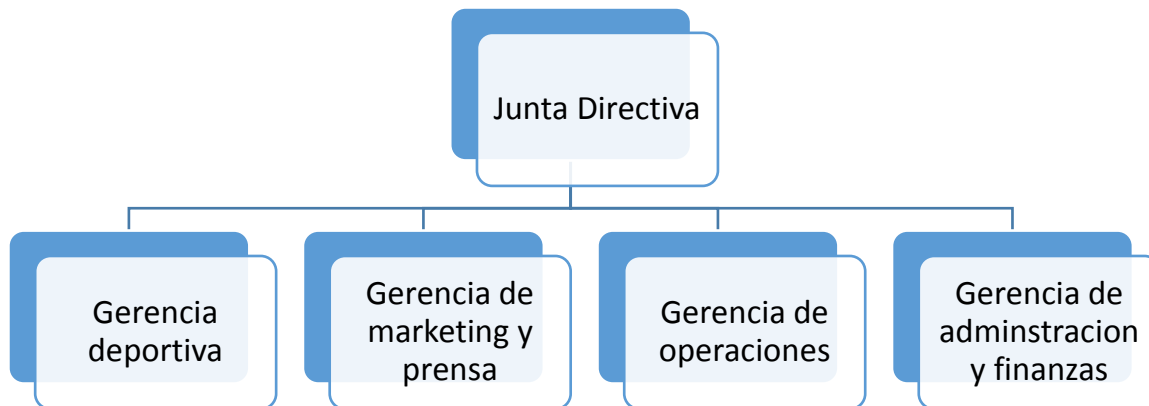 Junta Directiva
Gerencia
deportiva
Gerencia de
marketing y
prensa
Gerencia de
operaciones
Gerencia de
adminstracion
y finanzas